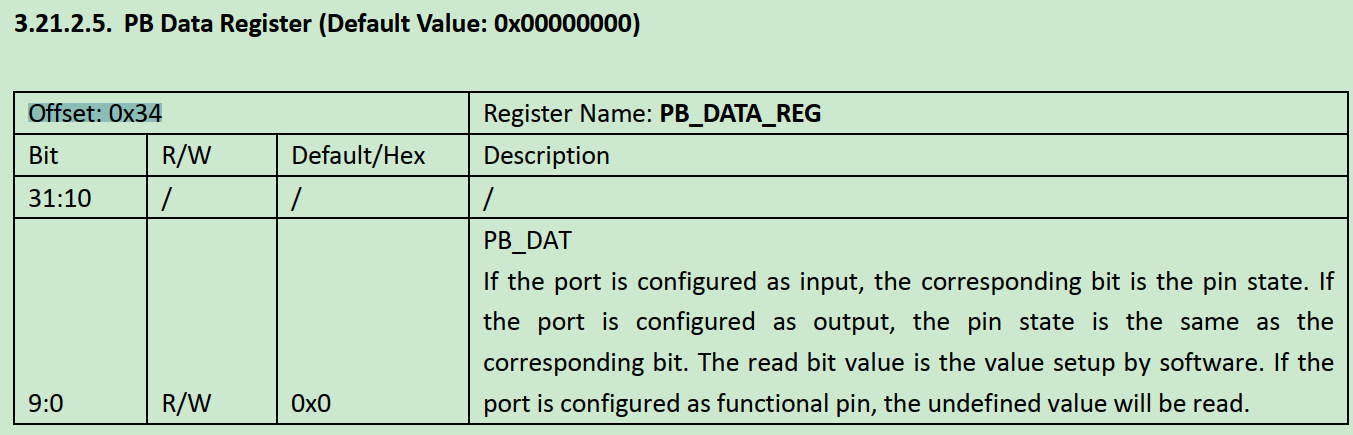 3.21.2.5. PB Data Register (Default Value: 0x00000000)
Offset: 0x34 Register Name: PB_DATA_REG
Bit R/W Default/Hex Description
31:10 / / /
PB_DAT
If the port is configured as input, the corresponding bit is the pin state. If
the port is configured as output, the pin state is the same as the
corresponding bit. The read bit value is the value setup by software. If the
9:0 R/W 0x0 port is configured as functional pin, the undefined value will be read.